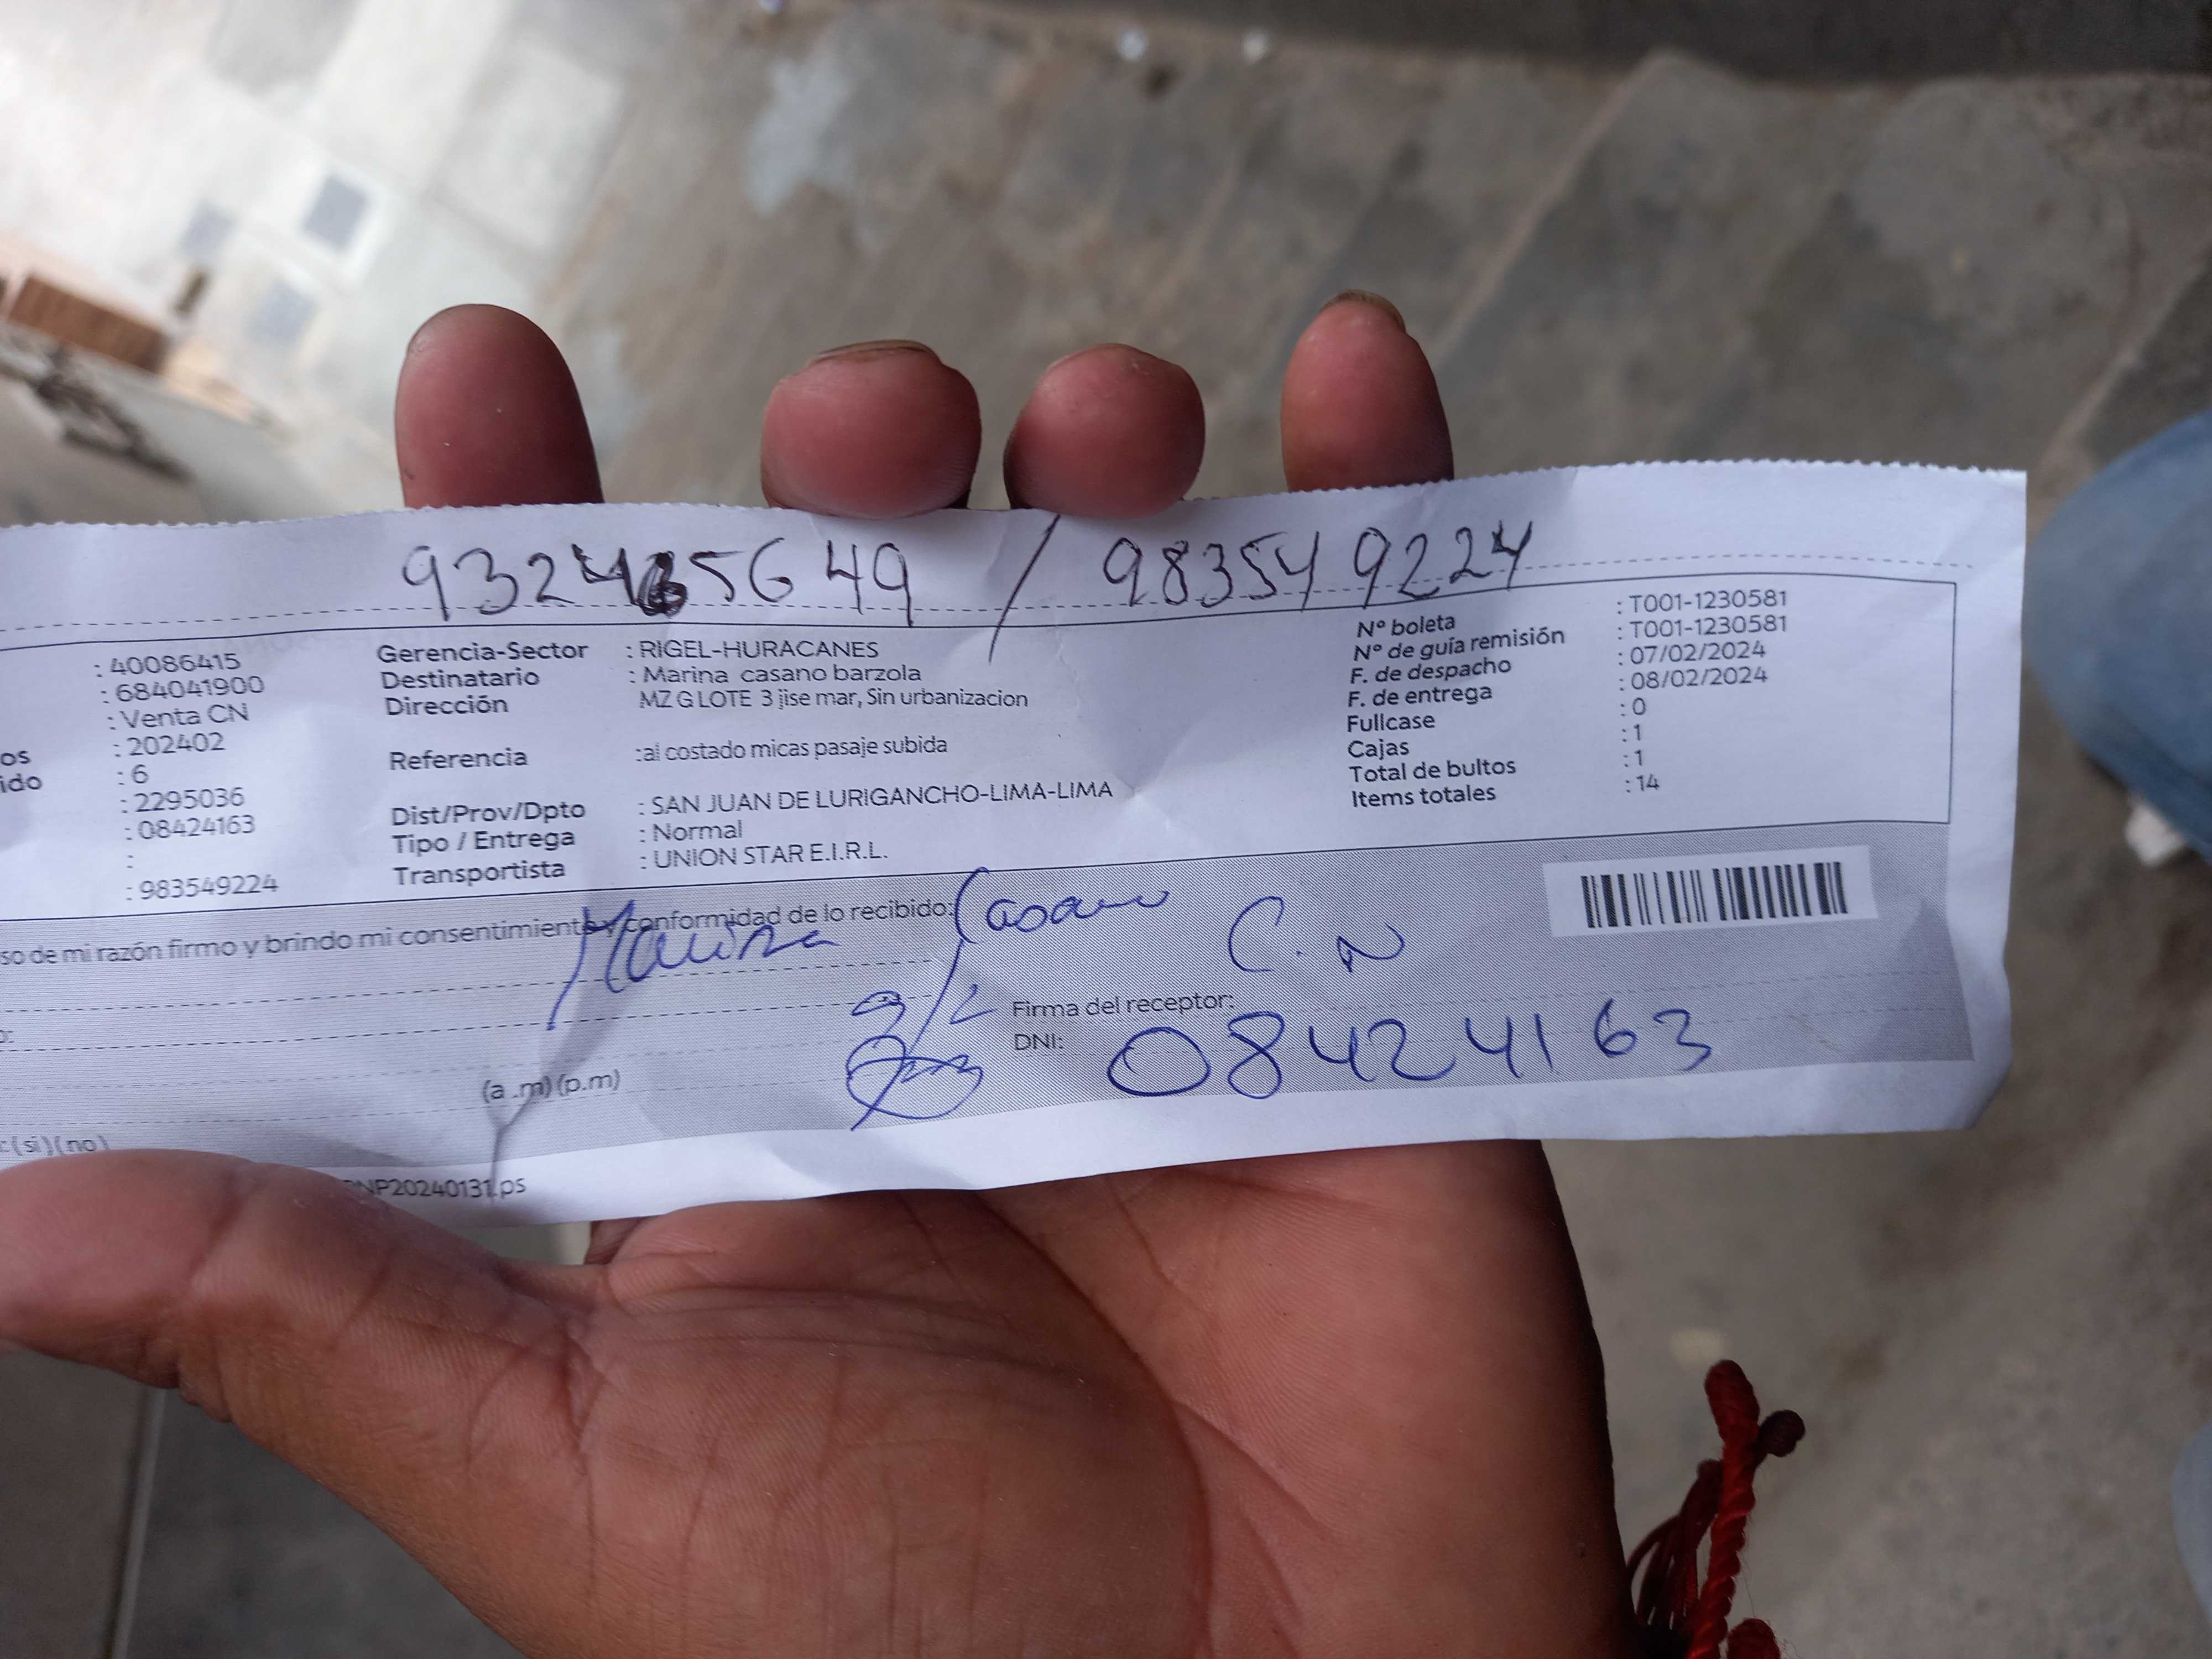 932485649 / 983549224
: 40086415
: 684041900
: Venta CN
os : 202402
ido : 6
: 2295036
: 08424163
:
: 983549224
Gerencia-Sector : RIGEL-HURACANES
Destinatario : Marina casano barzola
Dirección MZ G LOTE 3 jise mar, Sin urbanizacion
Referencia :al costado micas pasaje subida
Dist/Prov/Dpto : SAN JUAN DE LURIGANCHO-LIMA-LIMA
Tipo / Entrega : Normal
Transportista : UNION STAR E.I.R.L.
Nº boleta : T001-1230581
Nº de guía remisión : T001-1230581
F. de despacho : 07/02/2024
F. de entrega : 08/02/2024
Fullcase : 0
Cajas : 1
Total de bultos : 1
Items totales : 14
so de mi razón firmo y brindo mi consentimiento y conformidad de lo recibido:
Marina Casano C.N
9/2
Firma del receptor:
DNI: 08424163
(a .m) (p.m)
: (si) (no)
NP20240131.ps